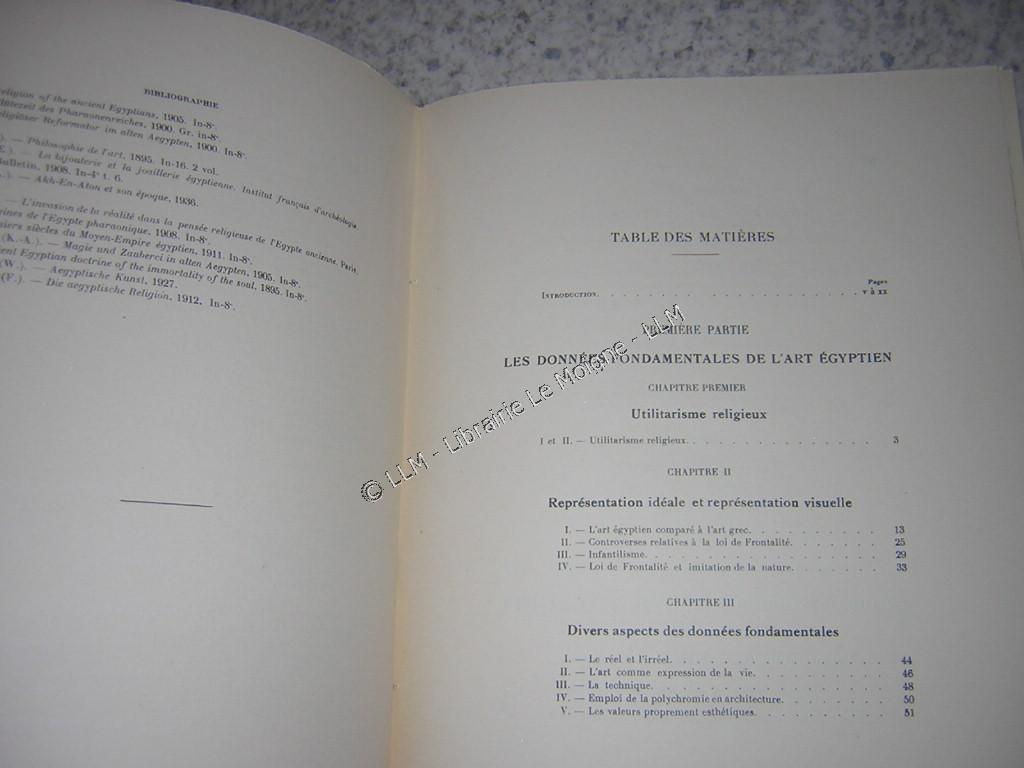 BIBLIOGRAPHIE
religion of the ancient Egyptians, 1905. In-8°.
des Pharaonenreiches, 1900. Gr. in-8°.
Reformator im alten Aegypten, 1900. In-8°.
). — Philosophie de l'art, 1895. In-16. 2 vol.
). — La bijouterie et la joaillerie égyptienne. Institut français d'archéologie.
Bulletin, 1908. In-4° t. 6.
.). — Akh-En-Aton et son époque, 1936.
— L'invasion de la réalité dans la pensée religieuse de l'Egypte ancienne. Paris.
de l'Egypte pharaonique, 1908. In-8°.
siècles du Moyen-Empire égyptien, 1911. In-8°.
(K.-A.). — Magie und Zauberei in alten Aegypten, 1905. In-8°.
Egyptian doctrine of the immortality of the soul, 1895. In-8°.
(W.). — Aegyptische Kunst, 1927.
(F.). — Die aegyptische Religion, 1912. In-8°.
TABLE DES MATIÈRES
Pages
INTRODUCTION. V à XX
PREMIÈRE PARTIE
LES DONNÉES FONDAMENTALES DE L'ART ÉGYPTIEN
CHAPITRE PREMIER
Utilitarisme religieux
I et II. — Utilitarisme religieux. 3
CHAPITRE II
Représentation idéale et représentation visuelle
I. — L'art égyptien comparé à l'art grec. 13
II. — Controverses relatives à la loi de Frontalité. 25
III. — Infantilisme. 29
IV. — Loi de Frontalité et imitation de la nature. 33
CHAPITRE III
Divers aspects des données fondamentales
I. — Le réel et l'irréel. 44
II. — L'art comme expression de la vie. 46
III. — La technique. 48
IV. — Emploi de la polychromie en architecture. 50
V. — Les valeurs proprement esthétiques. 51
© LLM - Librairie Le Moigne - LLM